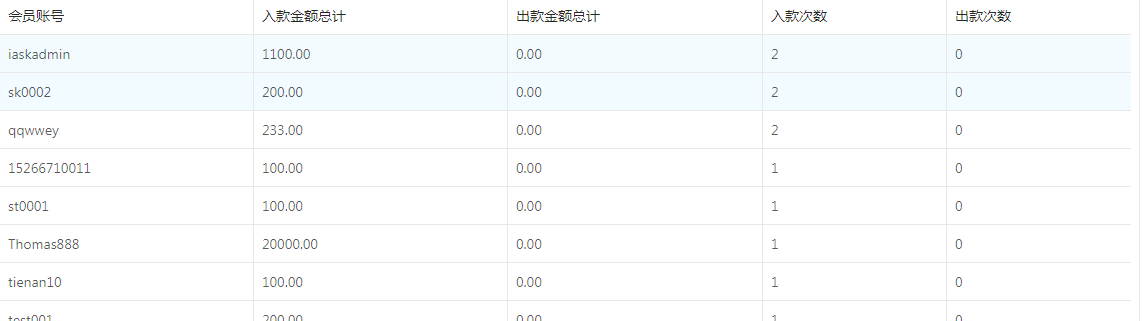 会员账号 入款金额总计 出款金额总计 入款次数 出款次数
iaskadmin 1100.00 0.00 2 0
sk0002 200.00 0.00 2 0
qqwwey 233.00 0.00 2 0
15266710011 100.00 0.00 1 0
st0001 100.00 0.00 1 0
Thomas888 20000.00 0.00 1 0
tienan10 100.00 0.00 1 0
test001 200.00 0.00 1 0